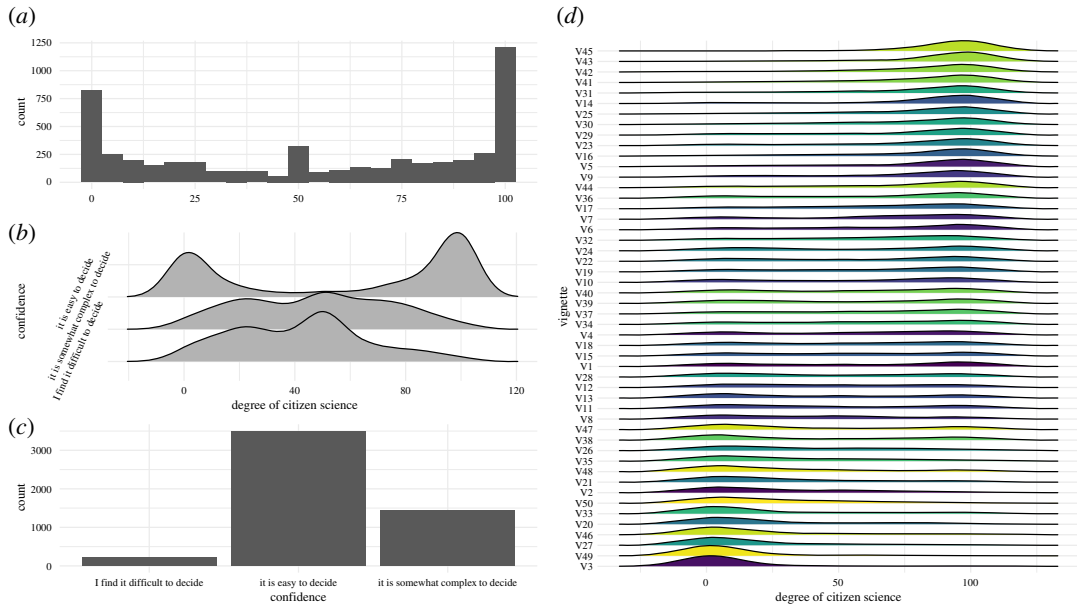 (a)
1250
1000
750
500
250
0
count
0
25
50
75
100
(b)
confidence
it is easy to decide
it is somewhat complex to decide
I find it difficult to decide
0
40
80
120
degree of citizen science
(c)
count
3000
2000
1000
0
I find it difficult to decide
it is easy to decide
it is somewhat complex to decide
confidence
(d)
vignette
V45
V43
V42
V41
V31
V14
V25
V30
V29
V23
V16
V5
V9
V44
V36
V17
V7
V6
V32
V24
V22
V19
V10
V40
V39
V37
V34
V4
V18
V15
V1
V28
V12
V13
V11
V8
V47
V38
V26
V35
V48
V21
V2
V50
V33
V20
V46
V27
V49
V3
0
50
100
degree of citizen science